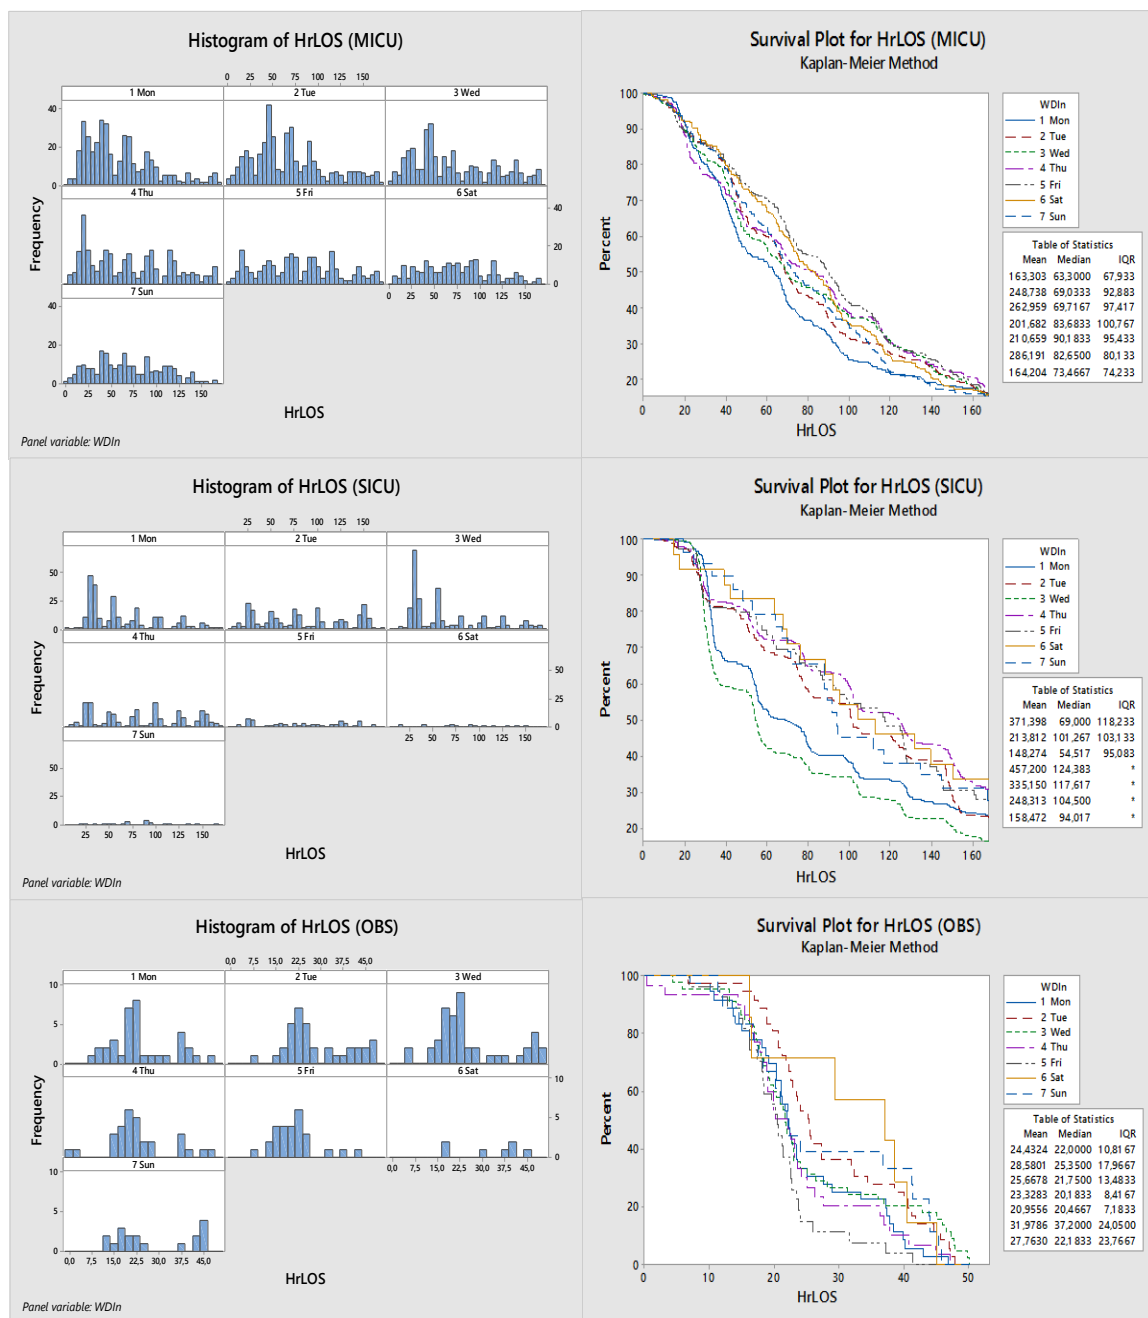 Histogram of HrLOS (MICU)
0 25 50 75 100 125 150
1 Mon 2 Tue 3 Wed
40
20
0
4 Thu 5 Fri 6 Sat
40
20
0
7 Sun
40
20
0
0 25 50 75 100 125 150
0 25 50 75 100 125 150
Frequency
HrLOS
Panel variable: WDIn
Survival Plot for HrLOS (MICU)
Kaplan-Meier Method
100
90
80
70
60
50
40
30
20
0 20 40 60 80 100 120 140 160
Percent
HrLOS
WDIn
1 Mon
2 Tue
3 Wed
4 Thu
5 Fri
6 Sat
7 Sun
Table of Statistics
Mean Median IQR
163,303 63,3000 67,933
248,738 69,0333 92,883
262,959 69,7167 97,417
201,682 83,6833 100,767
210,659 90,1833 95,433
286,191 82,6500 80,133
164,204 73,4667 74,233
Histogram of HrLOS (SICU)
25 50 75 100 125 150
1 Mon 2 Tue 3 Wed
50
25
0
4 Thu 5 Fri 6 Sat
50
25
0
7 Sun
50
25
0
25 50 75 100 125 150
25 50 75 100 125 150
Frequency
HrLOS
Panel variable: WDIn
Survival Plot for HrLOS (SICU)
Kaplan-Meier Method
100
90
80
70
60
50
40
30
20
0 20 40 60 80 100 120 140 160
Percent
HrLOS
WDIn
1 Mon
2 Tue
3 Wed
4 Thu
5 Fri
6 Sat
7 Sun
Table of Statistics
Mean Median IQR
371,398 69,000 118,233
213,812 101,267 103,133
148,274 54,517 95,083
457,200 124,383 *
335,150 117,617 *
248,313 104,500 *
158,472 94,017 *
Histogram of HrLOS (OBS)
0,0 7,5 15,0 22,5 30,0 37,5 45,0
1 Mon 2 Tue 3 Wed
10
5
0
4 Thu 5 Fri 6 Sat
10
5
0
7 Sun
10
5
0
0,0 7,5 15,0 22,5 30,0 37,5 45,0
0,0 7,5 15,0 22,5 30,0 37,5 45,0
Frequency
HrLOS
Panel variable: WDIn
Survival Plot for HrLOS (OBS)
Kaplan-Meier Method
100
80
60
40
20
0
0 10 20 30 40 50
Percent
HrLOS
WDIn
1 Mon
2 Tue
3 Wed
4 Thu
5 Fri
6 Sat
7 Sun
Table of Statistics
Mean Median IQR
24,4324 22,0000 10,8167
28,5801 25,3500 17,9667
25,6678 21,7500 13,4833
23,3283 20,1833 8,4167
20,9556 20,4667 7,1833
31,9786 37,2000 24,0500
27,7630 22,1833 23,7667